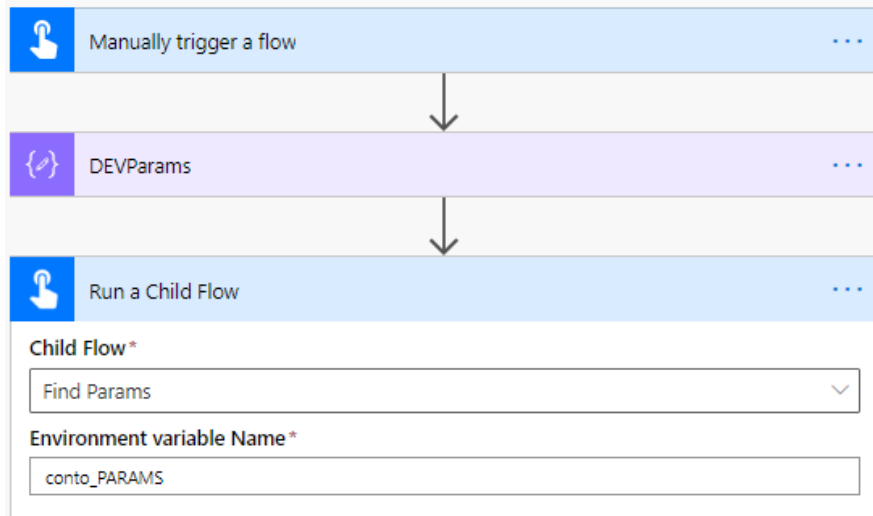 Manually trigger a flow
DEVParams
Run a Child Flow
Child Flow*
Find Params
Environment variable Name*
conto_PARAMS